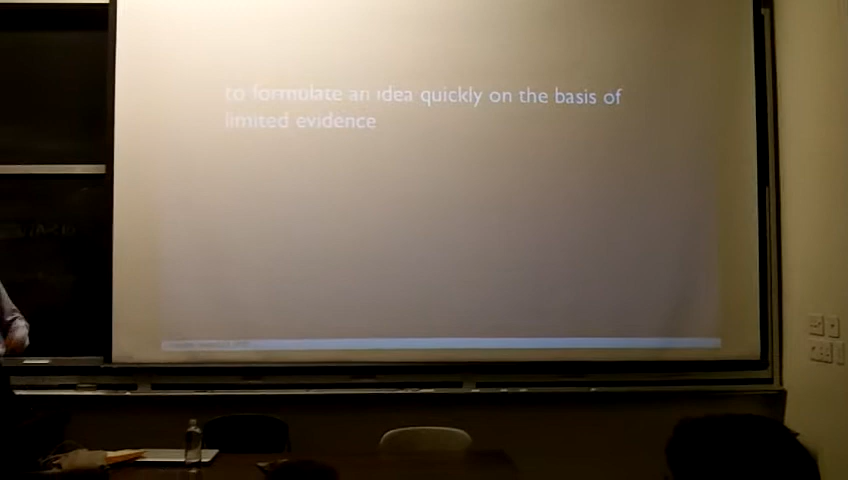 to formulate an idea quickly on the basis of
limited evidence